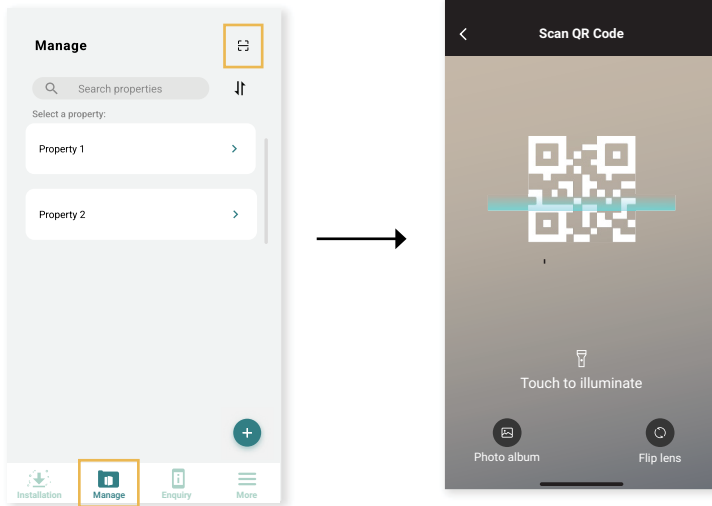 Manage
Search properties
Select a property:
Property 1
Property 2
Installation
Manage
Enquiry
More
Scan QR Code
Touch to illuminate
Photo album
Flip lens